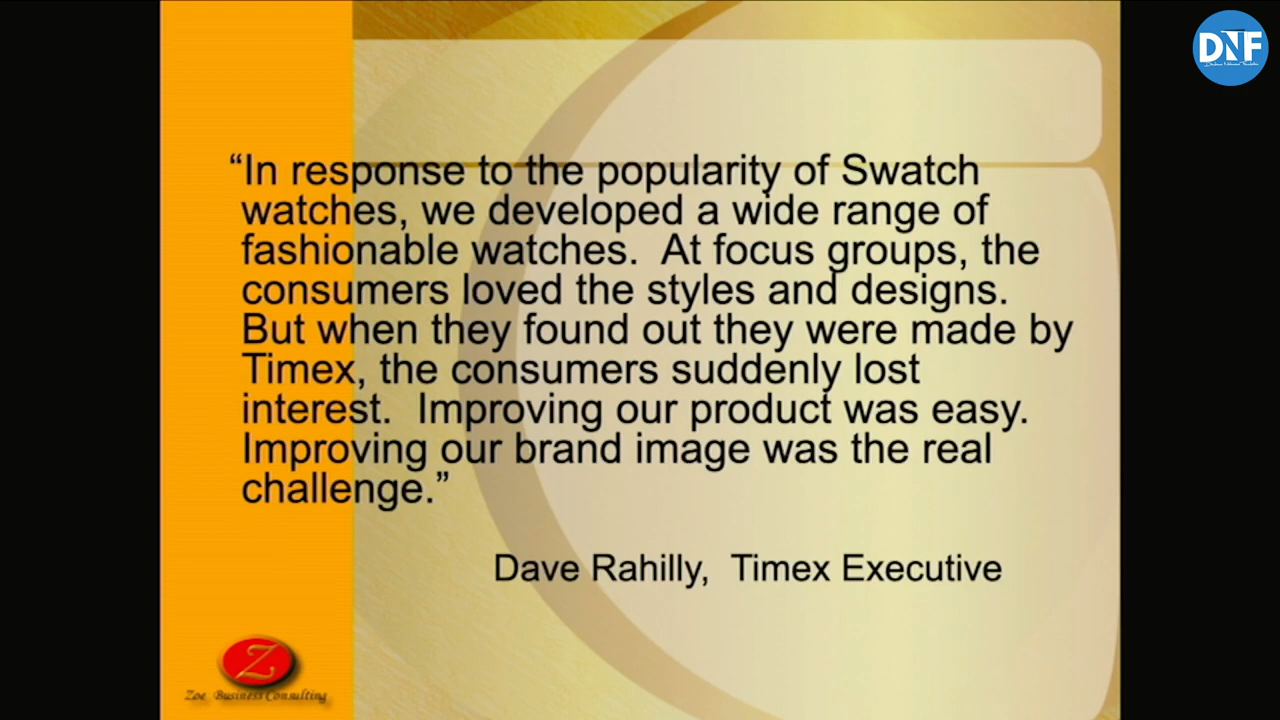 DNF
“In response to the popularity of Swatch
watches, we developed a wide range of
fashionable watches.  At focus groups, the
consumers loved the styles and designs.
But when they found out they were made by
Timex, the consumers suddenly lost
interest.  Improving our product was easy.
Improving our brand image was the real
challenge.”
Dave Rahilly,  Timex Executive
Z
Zoe Business Consulting